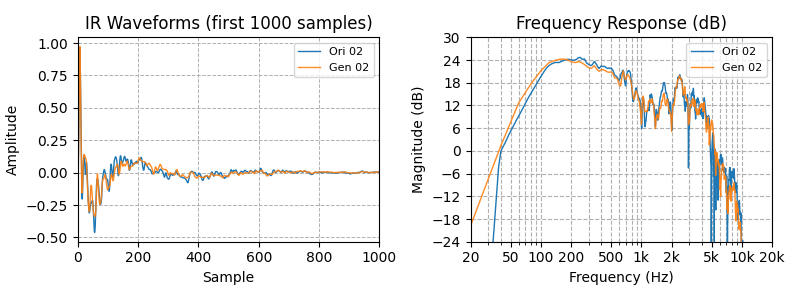 IR Waveforms (first 1000 samples)
1.00
0.75
0.50
0.25
0.00
−0.25
−0.50
Amplitude
Ori 02
Gen 02
0 200 400 600 800 1000
Sample
Frequency Response (dB)
30
24
18
12
6
0
−6
−12
−18
−24
Magnitude (dB)
Ori 02
Gen 02
20 50 100 200 500 1k 2k 5k 10k 20k
Frequency (Hz)